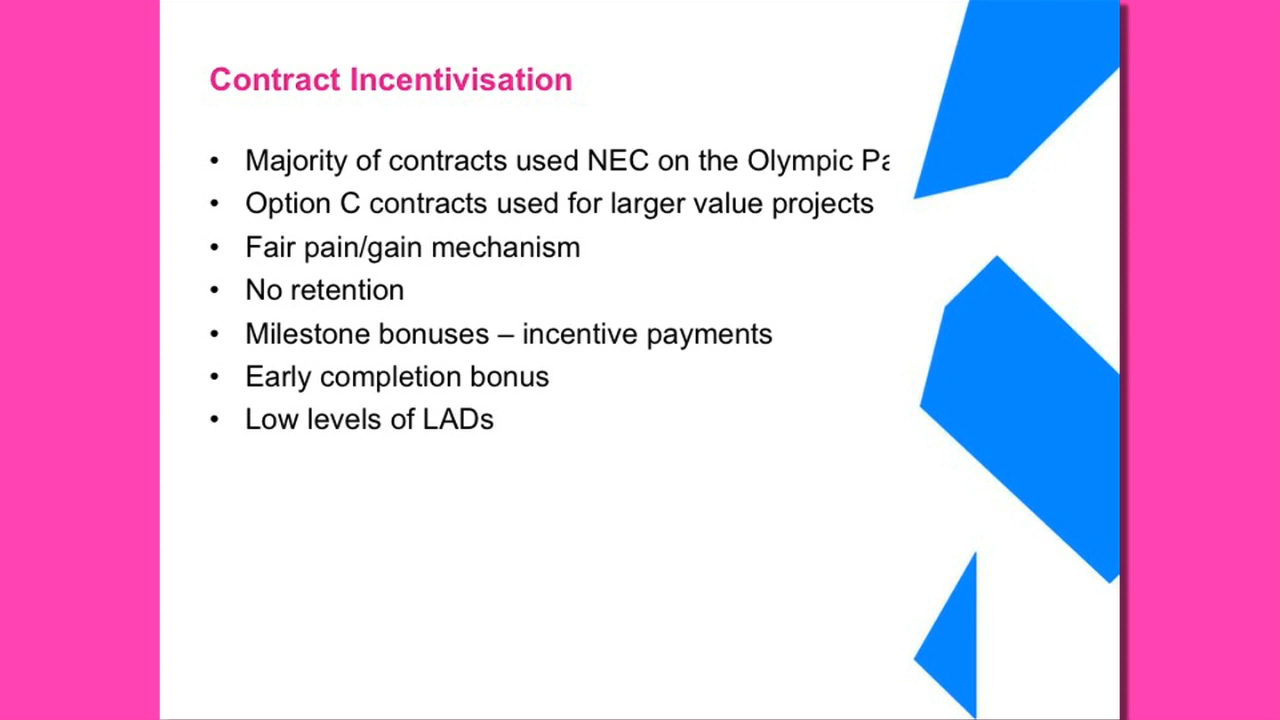 Contract Incentivisation
• Majority of contracts used NEC on the Olympic
• Option C contracts used for larger value projects
• Fair pain/gain mechanism
• No retention
• Milestone bonuses – incentive payments
• Early completion bonus
• Low levels of LADs